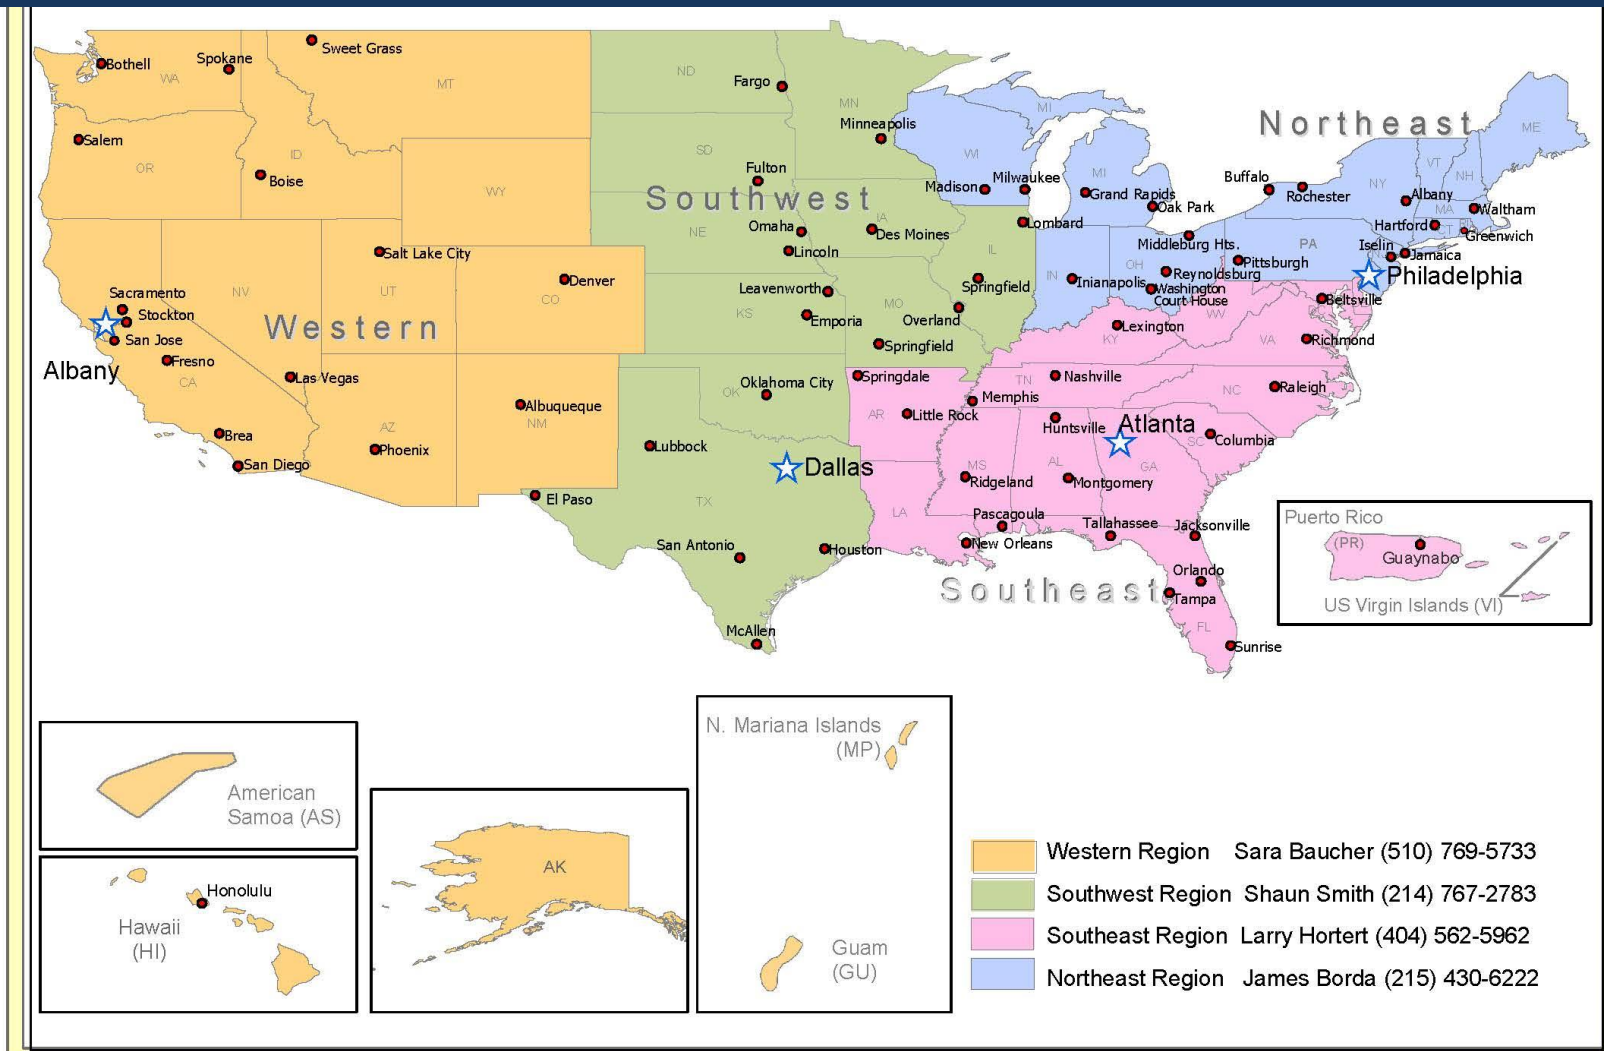 Sweet Grass
Bothell
Spokane
WA
MT
ND
Fargo
MN
Minneapolis
Northeast
ME
Salem
OR
ID
Boise
WY
SD
Fulton
Southwest
WI
Madison
Milwaukee
MI
MI
Grand Rapids
Oak Park
Buffalo
Rochester
NY
VT
NH
Albany
MA
Waltham
Hartford
CT
RI
Greenwich
Salt Lake City
NE
Omaha
Lincoln
IA
Des Moines
IL
Lombard
Middleburg Hts.
PA
Iselin
Jamaica
Pittsburgh
Philadelphia
Sacramento
Stockton
San Jose
Albany
Fresno
CA
NV
UT
Western
Denver
CO
Leavenworth
KS
Emporia
MO
Overland
Springfield
Springfield
IN
Inianapolis
OH
Reynoldsburg
Washington
Court House
Beltsville
WV
Lexington
KY
VA
Richmond
Las Vegas
Albuqueque
NM
AZ
Phoenix
Brea
San Diego
Oklahoma City
OK
Springdale
AR
Little Rock
TN
Nashville
Memphis
NC
Raleigh
Huntsville
Atlanta
SC
Columbia
Lubbock
Dallas
El Paso
TX
MS
Ridgeland
AL
Montgomery
GA
LA
Pascagoula
New Orleans
Tallahassee
Jacksonville
San Antonio
Houston
McAllen
Southeast
Orlando
Tampa
FL
Sunrise
Puerto Rico
(PR)
Guaynabo
US Virgin Islands (VI)
American
Samoa (AS)
Honolulu
Hawaii
(HI)
AK
N. Mariana Islands
(MP)
Guam
(GU)
Western Region Sara Baucher (510) 769-5733
Southwest Region Shaun Smith (214) 767-2783
Southeast Region Larry Hortert (404) 562-5962
Northeast Region James Borda (215) 430-6222